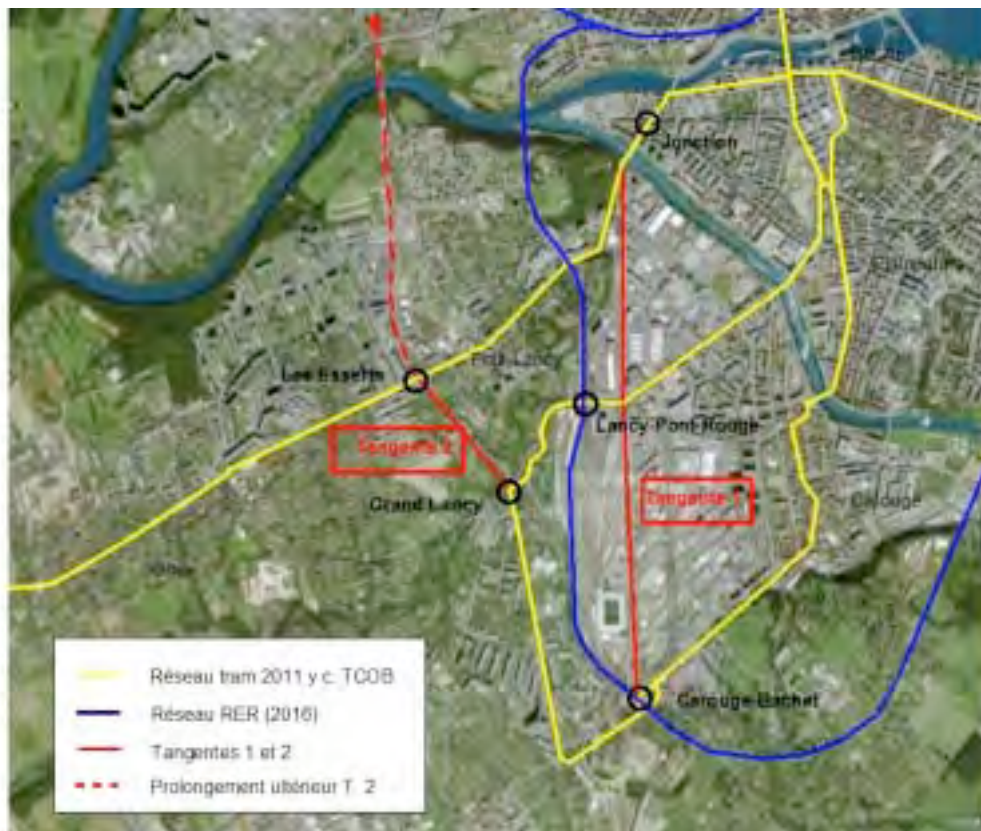 Jonction
Les Esserts
Petit-Lancy
Lancy-Pont-Rouge
Tangente 2
Grand Lancy
Tangente 1
Carouge
Carouge-Bachet
Réseau tram 2011 y c. TCOB
Réseau RER (2016)
Tangentes 1 et 2
Prolongement ultérieur T. 2